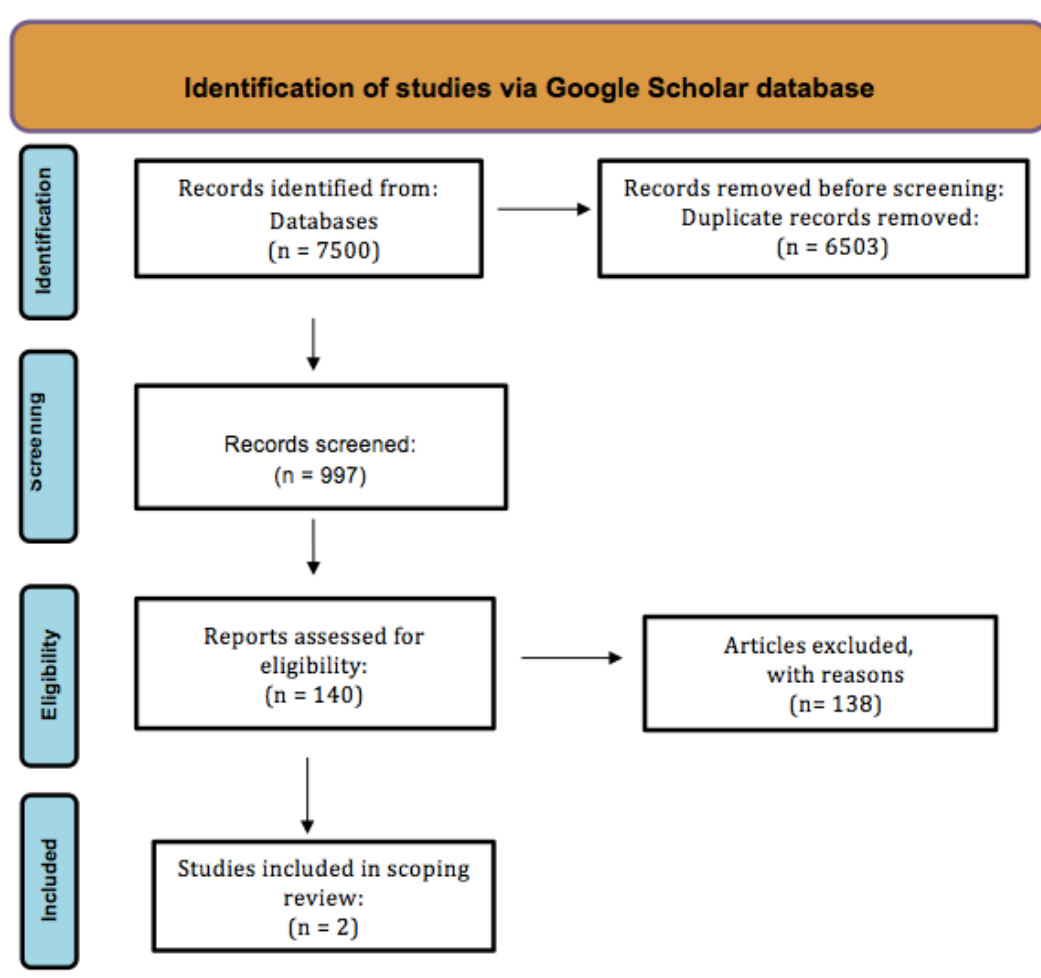 Identification of studies via Google Scholar database
Identification
Records identified from:
Databases
(n = 7500)
Records removed before screening:
Duplicate records removed:
(n = 6503)
Screening
Records screened:
(n = 997)
Eligibility
Reports assessed for
eligibility:
(n = 140)
Articles excluded,
with reasons
(n= 138)
Included
Studies included in scoping
review:
(n = 2)